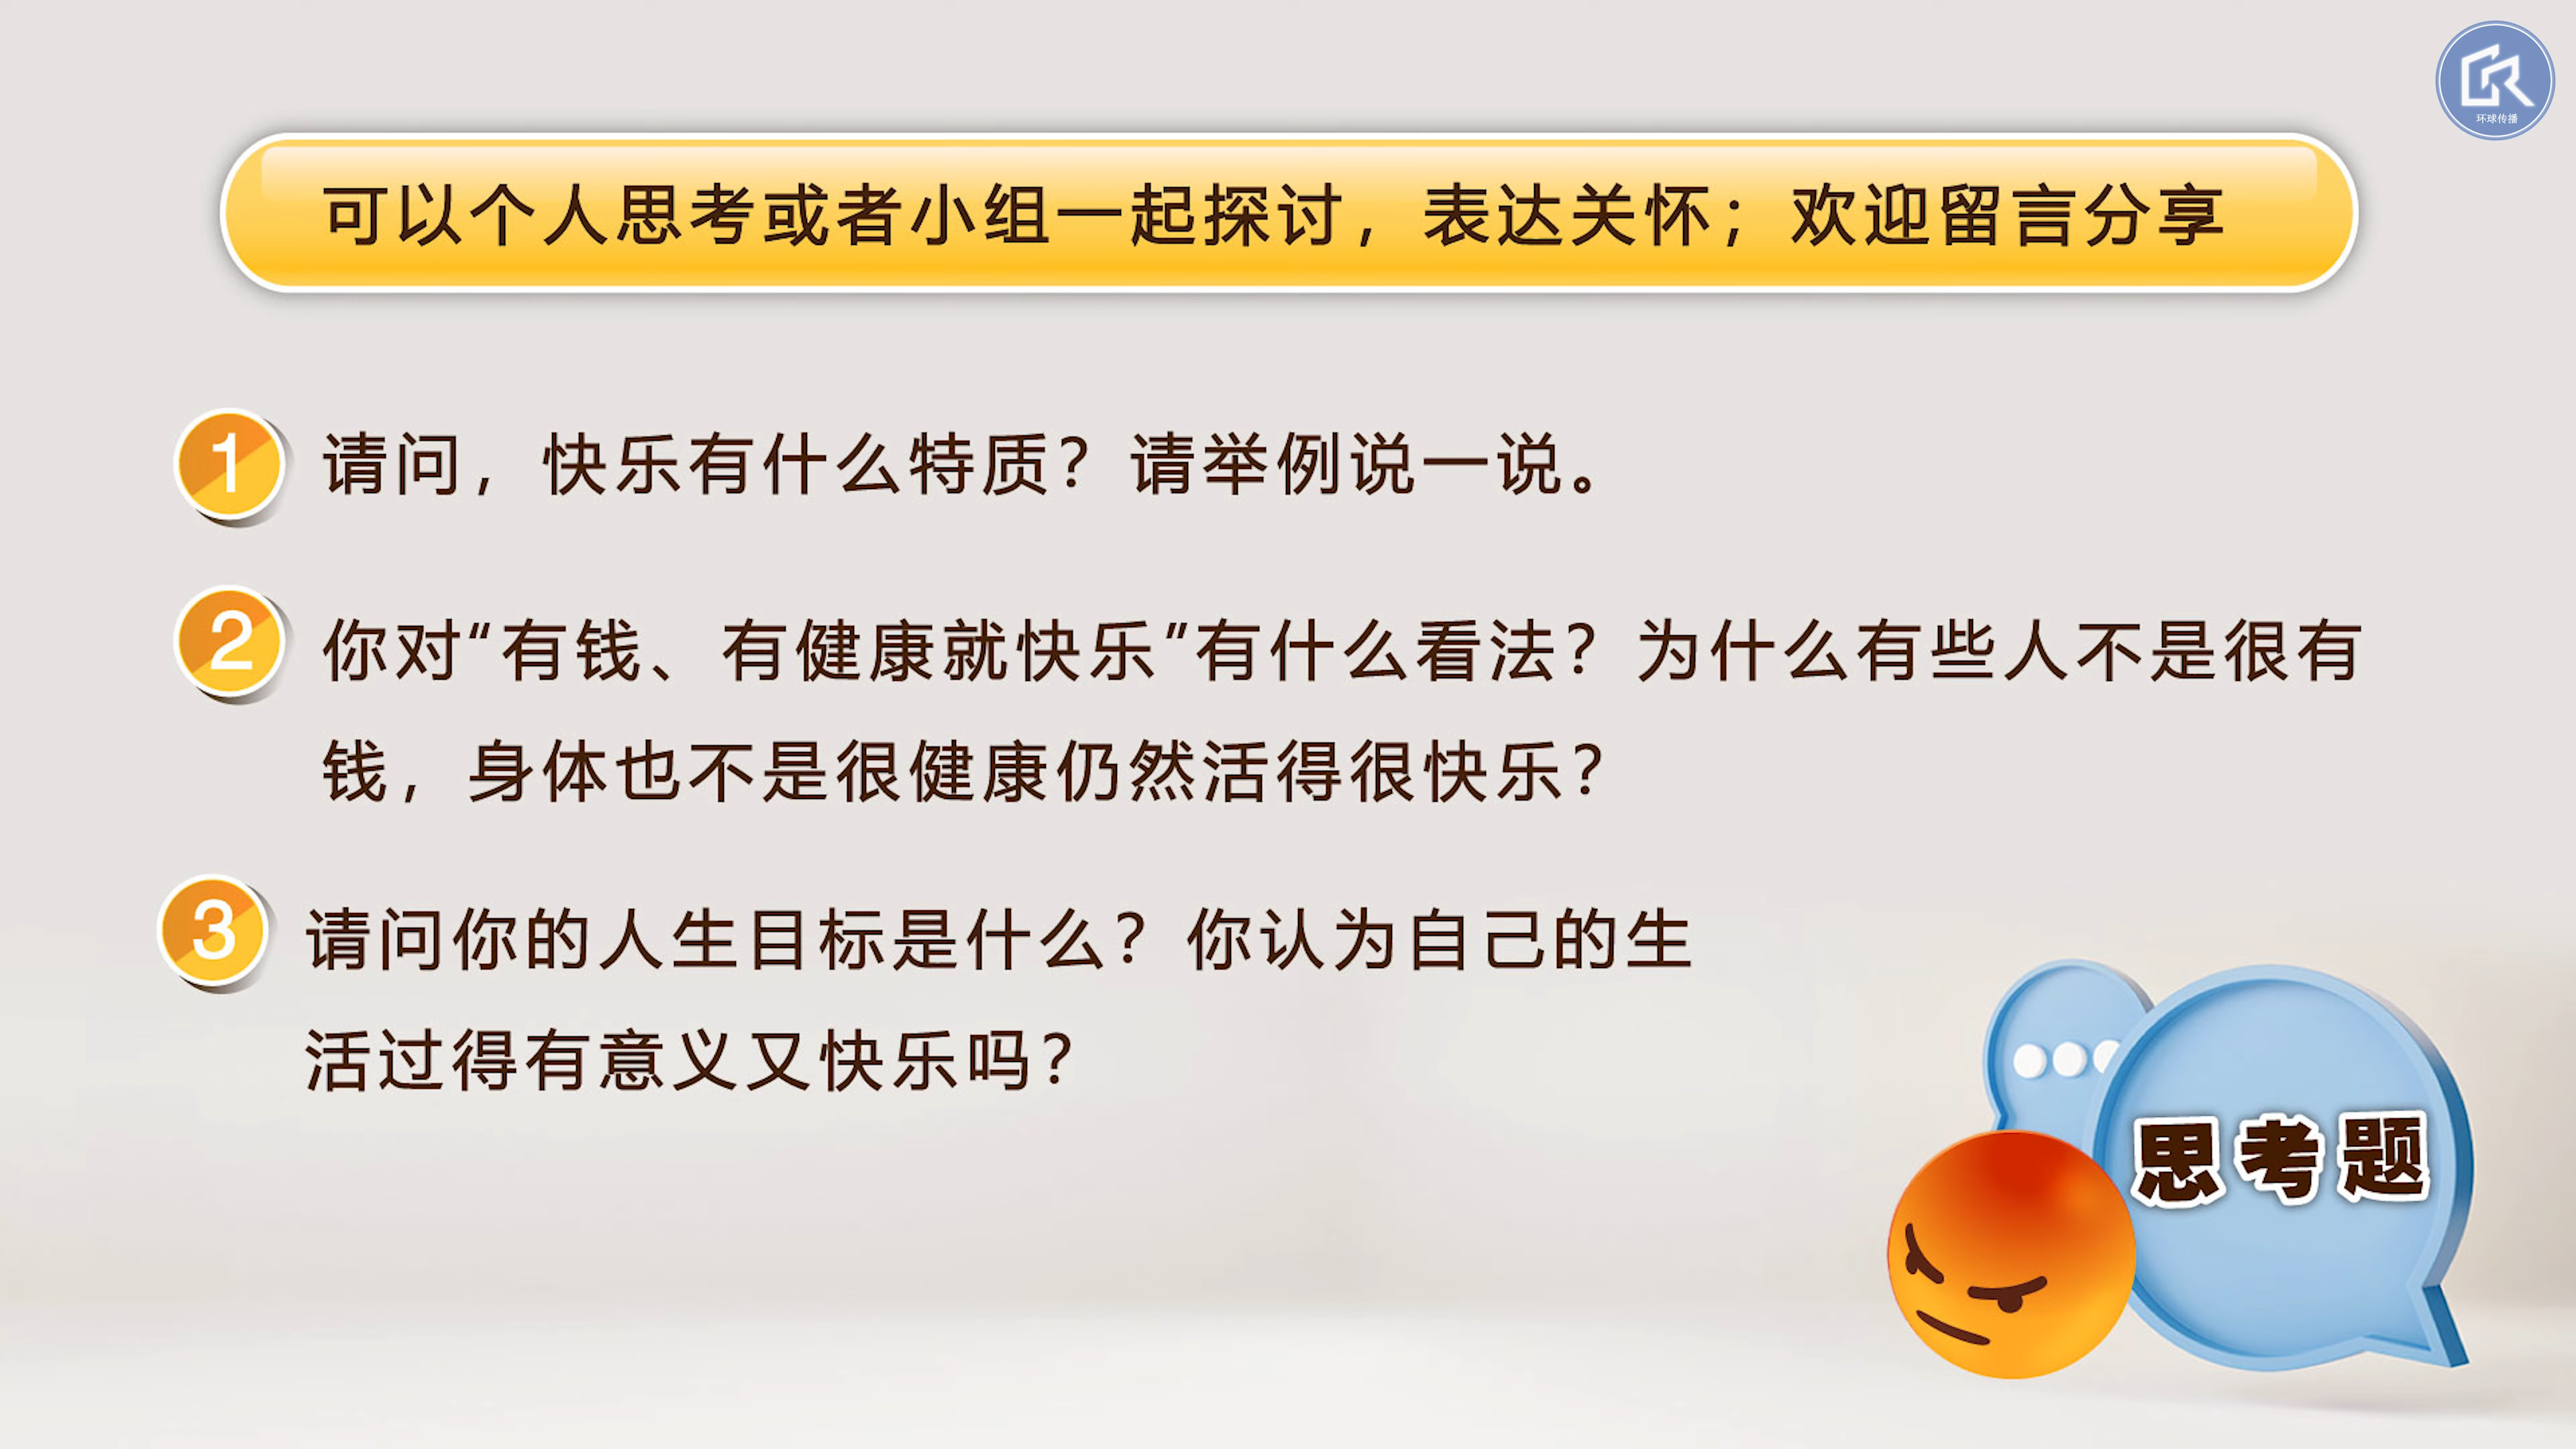 环球传播
可以个人思考或者小组一起探讨，表达关怀；欢迎留言分享
1 请问，快乐有什么特质？请举例说一说。
2 你对“有钱、有健康就快乐”有什么看法？为什么有些人不是很有
钱，身体也不是很健康仍然活得很快乐？
3 请问你的人生目标是什么？你认为自己的生
活过得有意义又快乐吗？
思考题